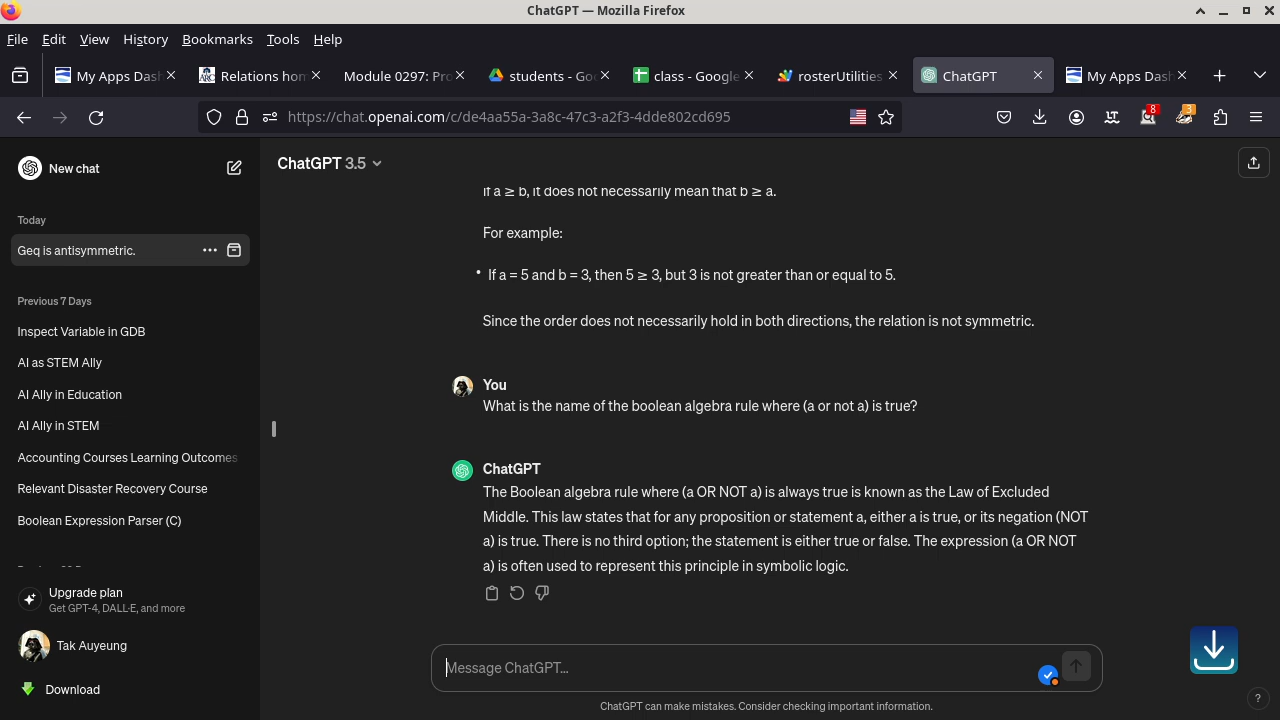 ChatGPT — Mozilla Firefox
File Edit View History Bookmarks Tools Help
My Apps Dash Relations hon Module 0297: Pro students - Go class - Google rosterUtilities ChatGPT My Apps Dash
https://chat.openai.com/c/de4aa55a-3a8c-47c3-a2f3-4dde802cd695
8
3
New chat
ChatGPT 3.5
Today
Geq is antisymmetric.
Previous 7 Days
Inspect Variable in GDB
AI as STEM Ally
AI Ally in Education
AI Ally in STEM
Accounting Courses Learning Outcomes
Relevant Disaster Recovery Course
Boolean Expression Parser (C)
Upgrade plan
Get GPT-4, DALL·E, and more
Tak Auyeung
Download
If a ≥ b, it does not necessarily mean that b ≥ a.
For example:
• If a = 5 and b = 3, then 5 ≥ 3, but 3 is not greater than or equal to 5.
Since the order does not necessarily hold in both directions, the relation is not symmetric.
You
What is the name of the boolean algebra rule where (a or not a) is true?
ChatGPT
The Boolean algebra rule where (a OR NOT a) is always true is known as the Law of Excluded
Middle. This law states that for any proposition or statement a, either a is true, or its negation (NOT
a) is true. There is no third option; the statement is either true or false. The expression (a OR NOT
a) is often used to represent this principle in symbolic logic.
Message ChatGPT…
ChatGPT can make mistakes. Consider checking important information.
?